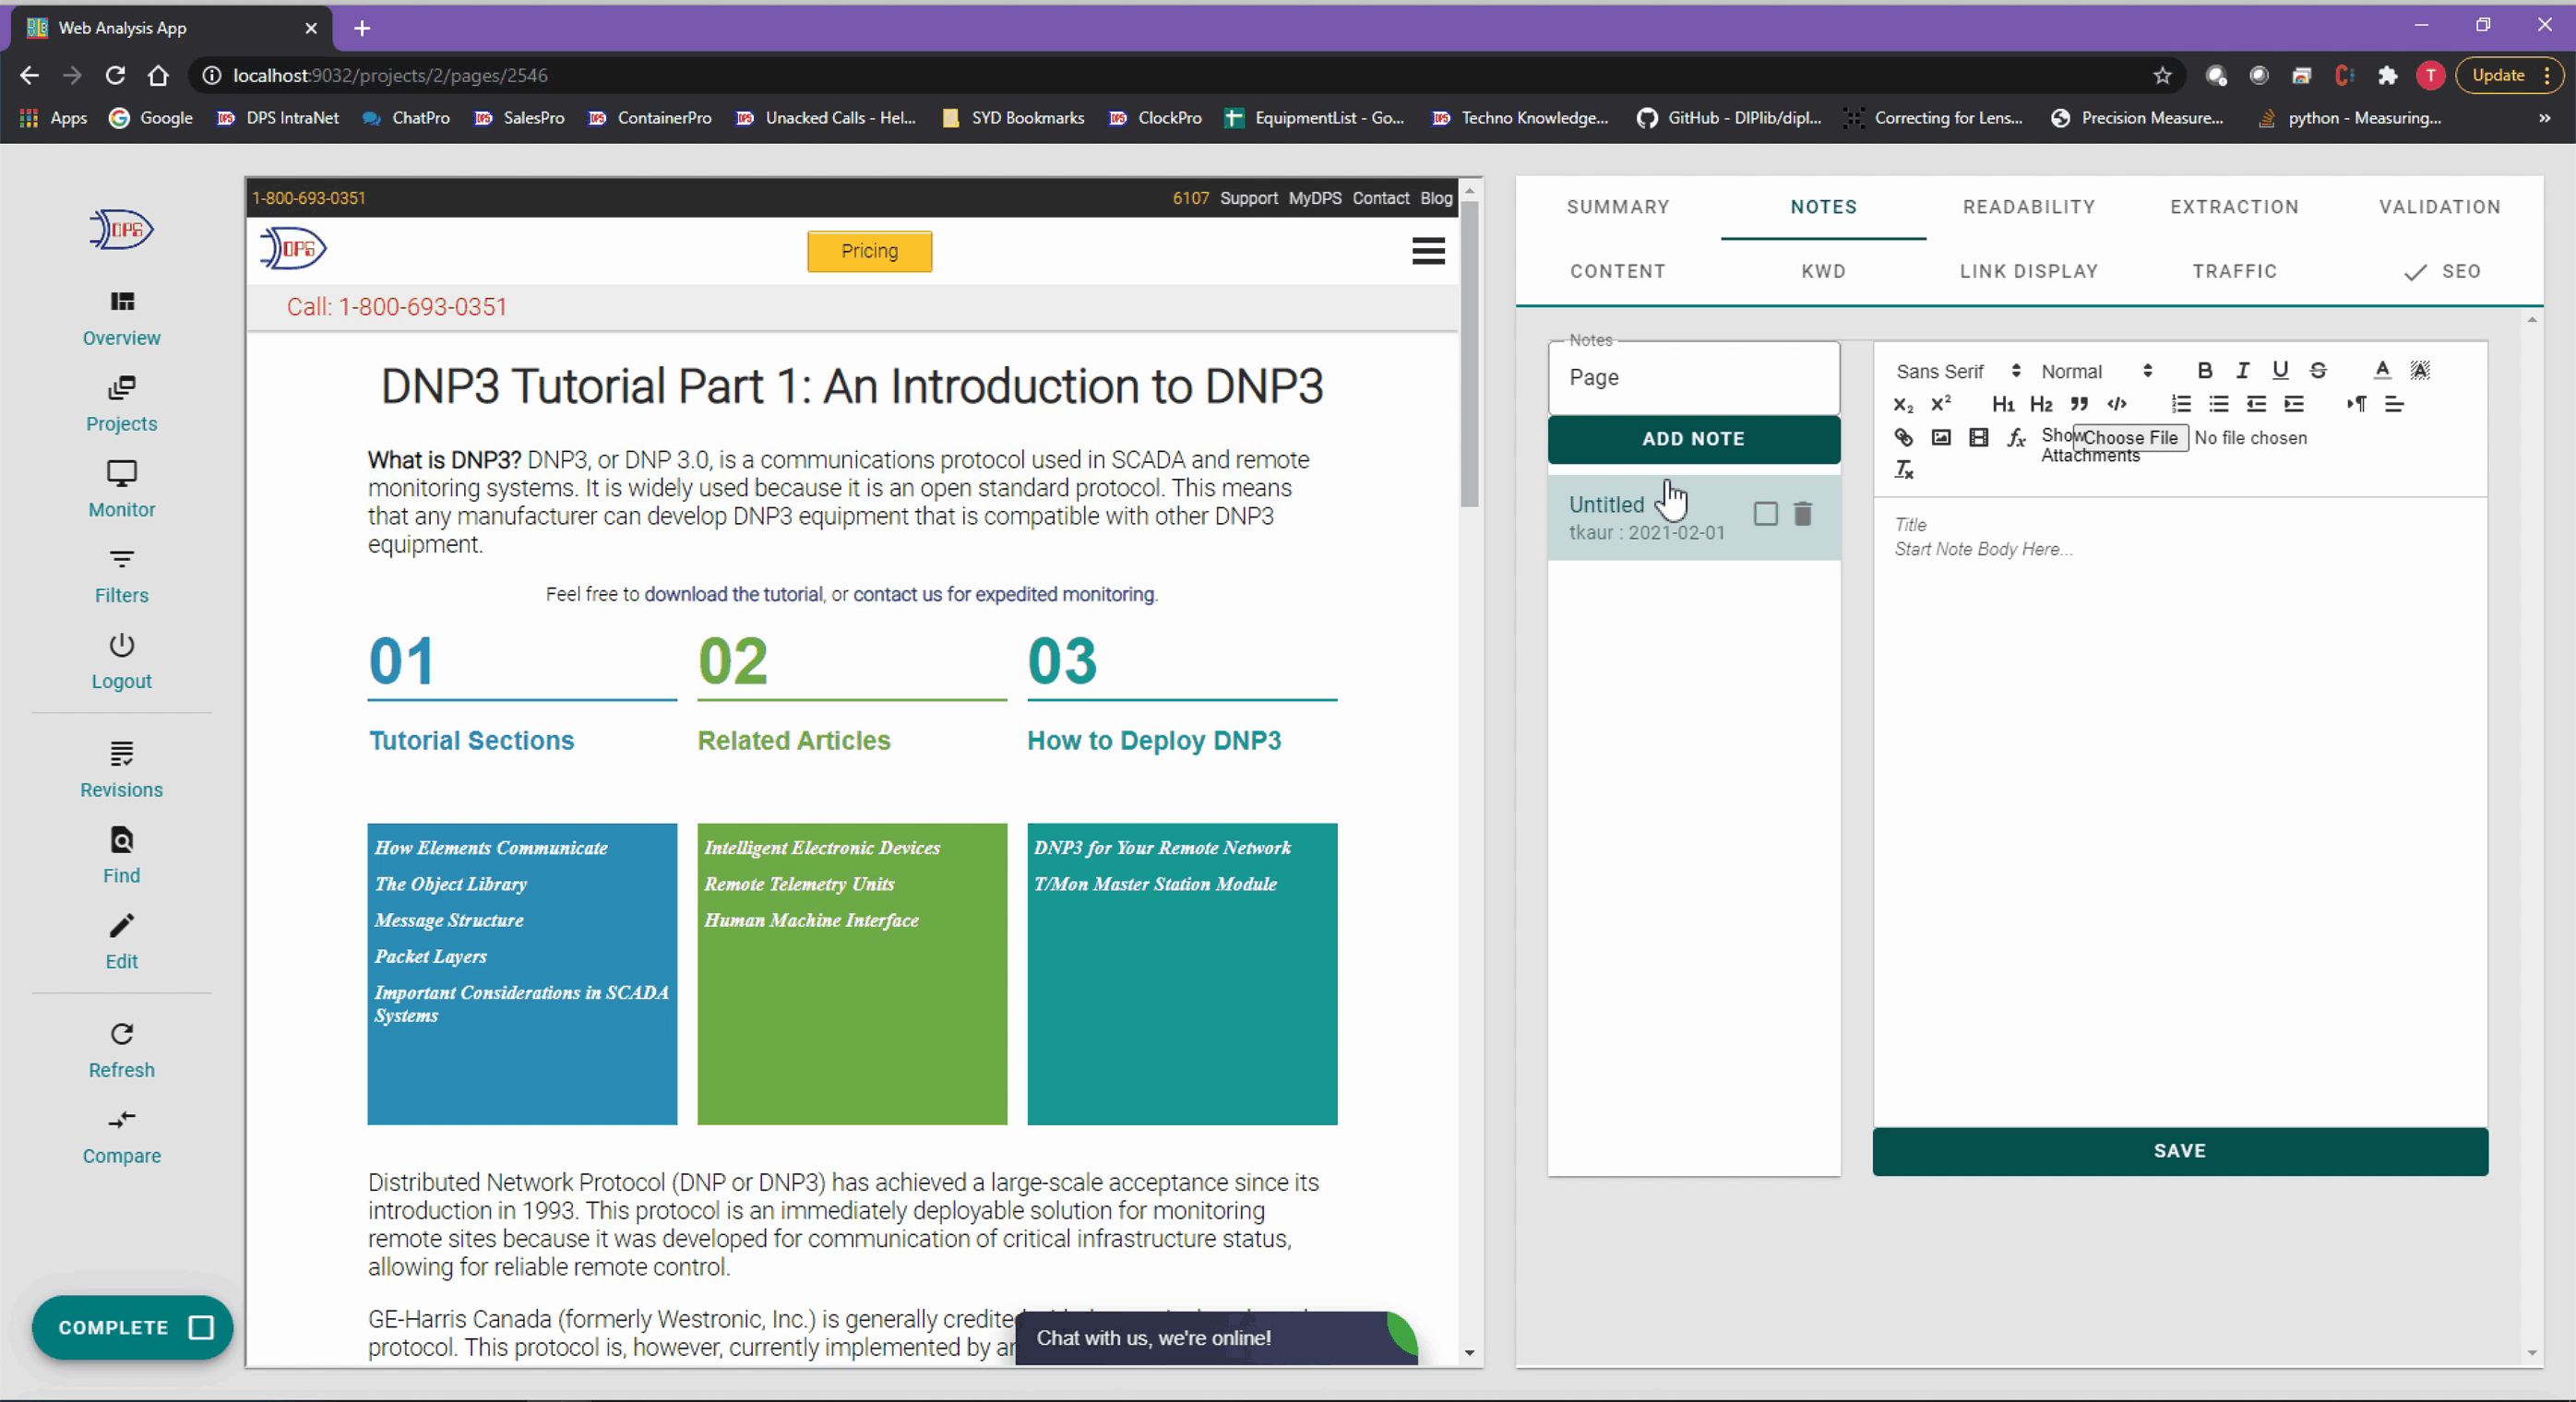 Web Analysis App
localhost:9032/projects/2/pages/2546
T
Update
Apps
Google
DPS IntraNet
ChatPro
SalesPro
ContainerPro
Unacked Calls - Hel...
SYD Bookmarks
ClockPro
EquipmentList - Go...
Techno Knowledge...
GitHub - DIPlib/dipl...
Correcting for Lens...
Precision Measure...
python - Measuring...
»
DPS
Overview
Projects
Monitor
Filters
Logout
Revisions
Find
Edit
Refresh
Compare
COMPLETE
1-800-693-0351
6107 Support MyDPS Contact Blog
DPS
Pricing
Call: 1-800-693-0351
DNP3 Tutorial Part 1: An Introduction to DNP3
What is DNP3? DNP3, or DNP 3.0, is a communications protocol used in SCADA and remote
monitoring systems. It is widely used because it is an open standard protocol. This means
that any manufacturer can develop DNP3 equipment that is compatible with other DNP3
equipment.
Feel free to download the tutorial, or contact us for expedited monitoring.
01
02
03
Tutorial Sections
Related Articles
How to Deploy DNP3
How Elements Communicate
The Object Library
Message Structure
Packet Layers
Important Considerations in SCADA
Systems
Intelligent Electronic Devices
Remote Telemetry Units
Human Machine Interface
DNP3 for Your Remote Network
T/Mon Master Station Module
Distributed Network Protocol (DNP or DNP3) has achieved a large-scale acceptance since its
introduction in 1993. This protocol is an immediately deployable solution for monitoring
remote sites because it was developed for communication of critical infrastructure status,
allowing for reliable remote control.
GE-Harris Canada (formerly Westronic, Inc.) is generally credited
protocol. This protocol is, however, currently implemented by
Chat with us, we're online!
SUMMARY
NOTES
READABILITY
EXTRACTION
VALIDATION
CONTENT
KWD
LINK DISPLAY
TRAFFIC
SEO
Notes
Page
ADD NOTE
Untitled
tkaur : 2021-02-01
Sans Serif
Normal
B I U S A A
X₂ X² H1 H2 ” </>
fx Show Attachments
Choose File No file chosen
Tx
Title
Start Note Body Here...
SAVE